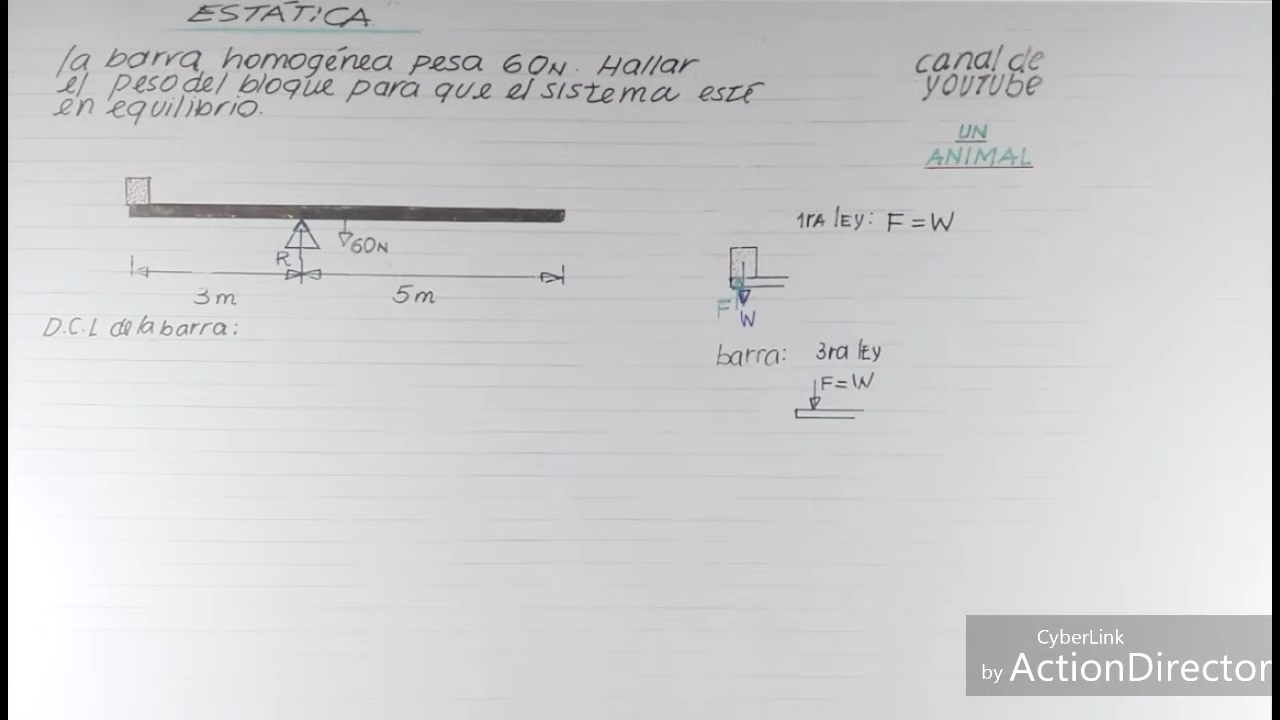 ESTÁTICA
la barra homogénea pesa 60N. Hallar
el peso del bloque para que el sistema esté
en equilibrio.
canal de
YOUTUBE
UN
ANIMAL
60N
R
3m
5m
D.C.L de la barra:
1rA lEy: F=W
F
W
barra: 3ra lEy
F=W
CyberLink
by ActionDirector